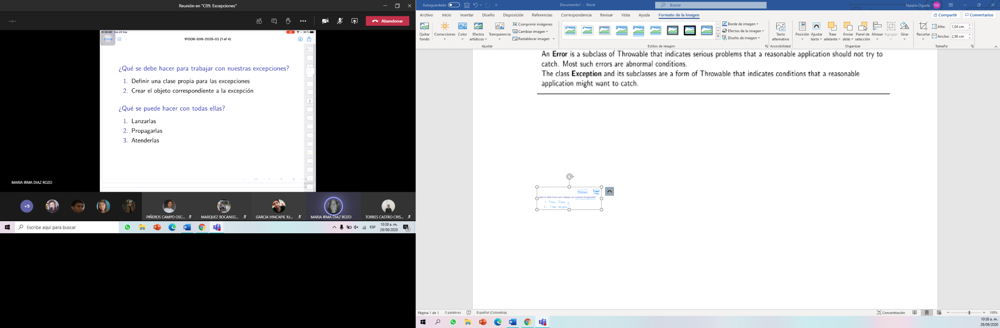 Reunión en "C09. Excepciones"
--:--
Abandonar
10:38 AM Tue 29 Sep
90 %
Done
!POOB-S09-2020-02 (1 of 4)
¿Qué se debe hacer para trabajar con nuestras excepciones?
1. Definir una clase propia para las excepciones
2. Crear el objeto correspondiente a la excepción
¿Qué se puede hacer con todas ellas?
1. Lanzarlas
2. Propagarlas
3. Atenderlas
MARIA IRMA DIAZ ROZO
+9
PIÑEROS CAMPO OSC...
MARQUEZ BOCANEG...
GARCIA HINCAPIE JU...
MARIA IRMA DIAZ ROZO
TORRES CASTRO CRIS...
Escribe aquí para buscar
ESP
10:38 a. m.
29/09/2020
1
Autoguardado
Documento1 - Word
Buscar
Natalia Orjuela
NO
Archivo Inicio Insertar Diseño Disposición Referencias Correspondencia Revisar Vista Ayuda Formato de la imagen
Compartir
Comentarios
Quitar fondo
Correcciones
Color
Efectos artísticos
Transparencia
Comprimir imágenes
Cambiar imagen
Restablecer imagen
Ajustar
Estilos de imagen
Borde de imagen
Efectos de la imagen
Diseño de imagen
Texto alternativo
Accesibilidad
Posición
Ajustar texto
Traer adelante
Enviar atrás
Panel de selección
Alinear
Agrupar
Girar
Organizar
Recortar
Alto: 1,04 cm
Ancho: 2,98 cm
Tamaño
An Error is a subclass of Throwable that indicates serious problems that a reasonable application should not try to
catch. Most such errors are abnormal conditions.
The class Exception and its subclasses are a form of Throwable that indicates conditions that a reasonable
application might want to catch.
¿Qué se debe hacer para trabajar con nuestras excepciones?
1. Crear clase
2. Crear objeto
Página 1 de 1
0 palabras
Español (Colombia)
Concentración
188%
10:38 a. m.
29/09/2020